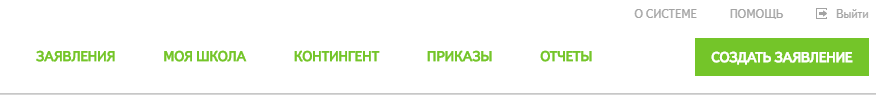 О СИСТЕМЕ ПОМОЩЬ Выйти
ЗАЯВЛЕНИЯ МОЯ ШКОЛА КОНТИНГЕНТ ПРИКАЗЫ ОТЧЕТЫ СОЗДАТЬ ЗАЯВЛЕНИЕ